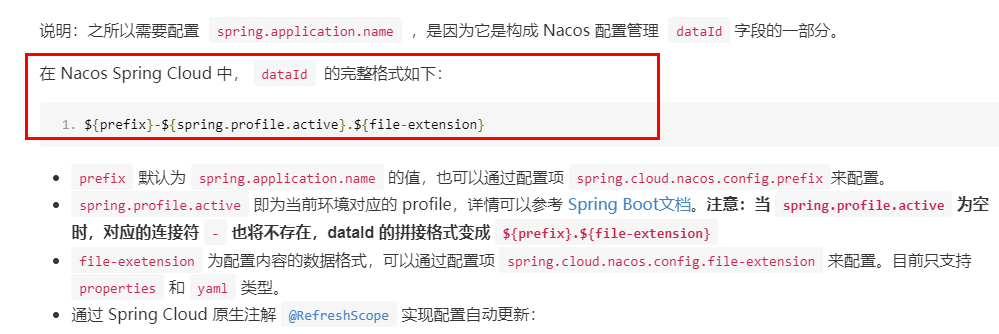 说明：之所以需要配置 spring.application.name ，是因为它是构成 Nacos 配置管理 dataId 字段的一部分。
在 Nacos Spring Cloud 中， dataId 的完整格式如下：
1. ${prefix}-${spring.profile.active}.${file-extension}
• prefix 默认为 spring.application.name 的值，也可以通过配置项 spring.cloud.nacos.config.prefix来配置。
• spring.profile.active 即为当前环境对应的 profile，详情可以参考 Spring Boot文档。注意：当 spring.profile.active 为空
时，对应的连接符 - 也将不存在，dataId 的拼接格式变成 ${prefix}.${file-extension}
• file-exetension 为配置内容的数据格式，可以通过配置项 spring.cloud.nacos.config.file-extension 来配置。目前只支持
properties 和 yaml 类型。
• 通过 Spring Cloud 原生注解 @RefreshScope 实现配置自动更新：